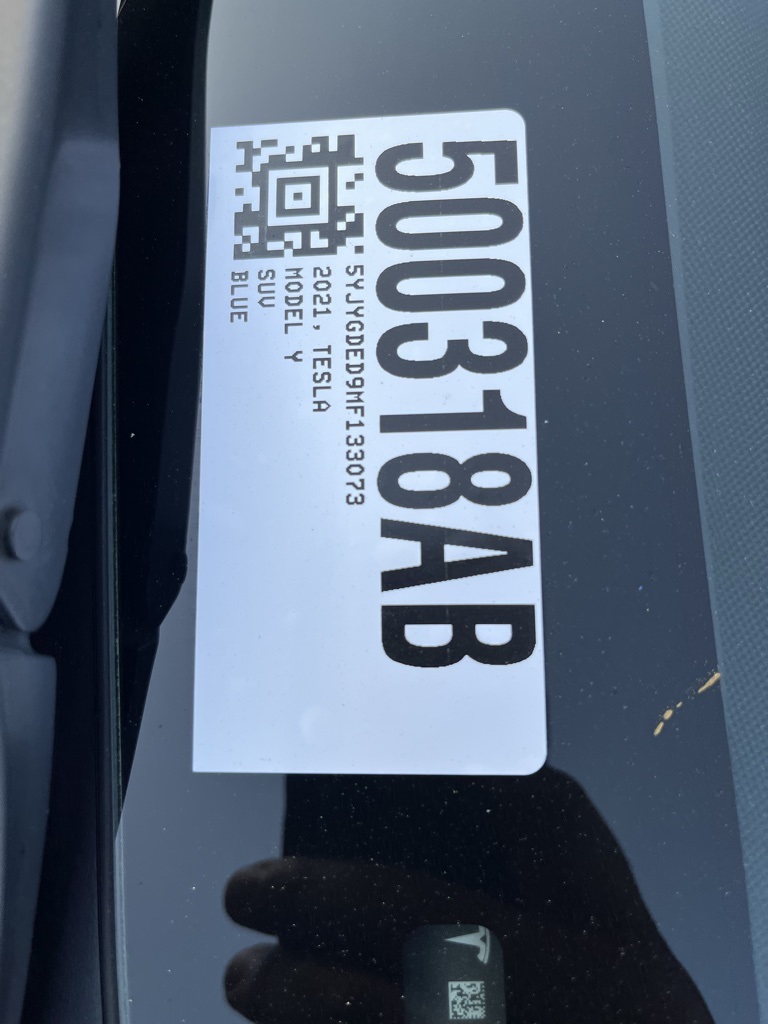 500318AB
5YJYGDED9MF133073
2021, TESLA
MODEL Y
SUV
BLUE